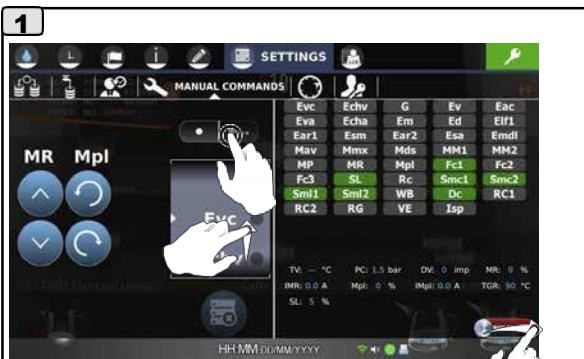 1
SETTINGS
MANUAL COMMANDS
Evc Echv G Ev Eac
Eva Echa Em Ed Elf1
Ear1 Esm Ear2 Esa Emdl
Mav Mmx Mds MM1 MM2
MP MR Mpl Fc1 Fc2
Fc3 SL Rc Smc1 Smc2
Sml1 Sml2 WB Dc RC1
RC2 RG VE Isp
MR Mpl
Evc
TV: — °C PC: 1.5 bar DV: 0 imp MR: 0 %
IMR: 0.0 A Mpl: 0 % IMpl: 0.0 A TGR: 90 °C
SL: 5 %
HH:MM DD/MM/YYYY